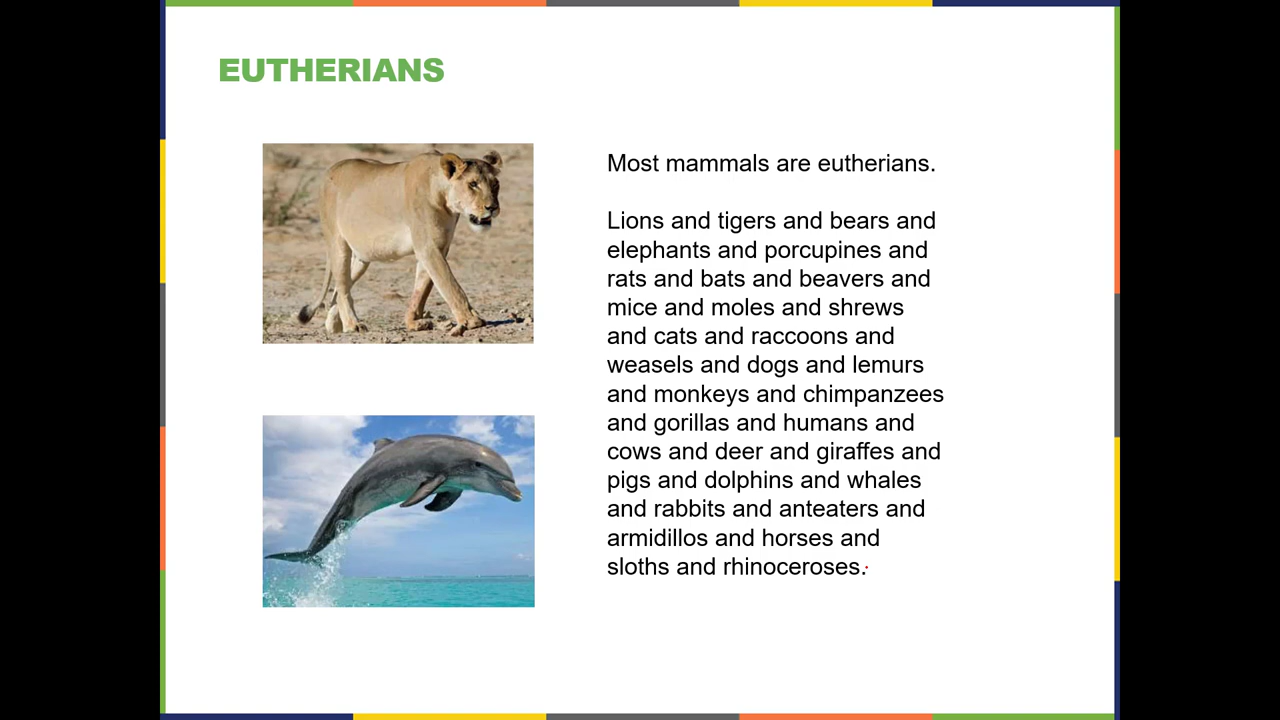 EUTHERIANS
Most mammals are eutherians.
Lions and tigers and bears and
elephants and porcupines and
rats and bats and beavers and
mice and moles and shrews
and cats and raccoons and
weasels and dogs and lemurs
and monkeys and chimpanzees
and gorillas and humans and
cows and deer and giraffes and
pigs and dolphins and whales
and rabbits and anteaters and
armidillos and horses and
sloths and rhinoceroses.